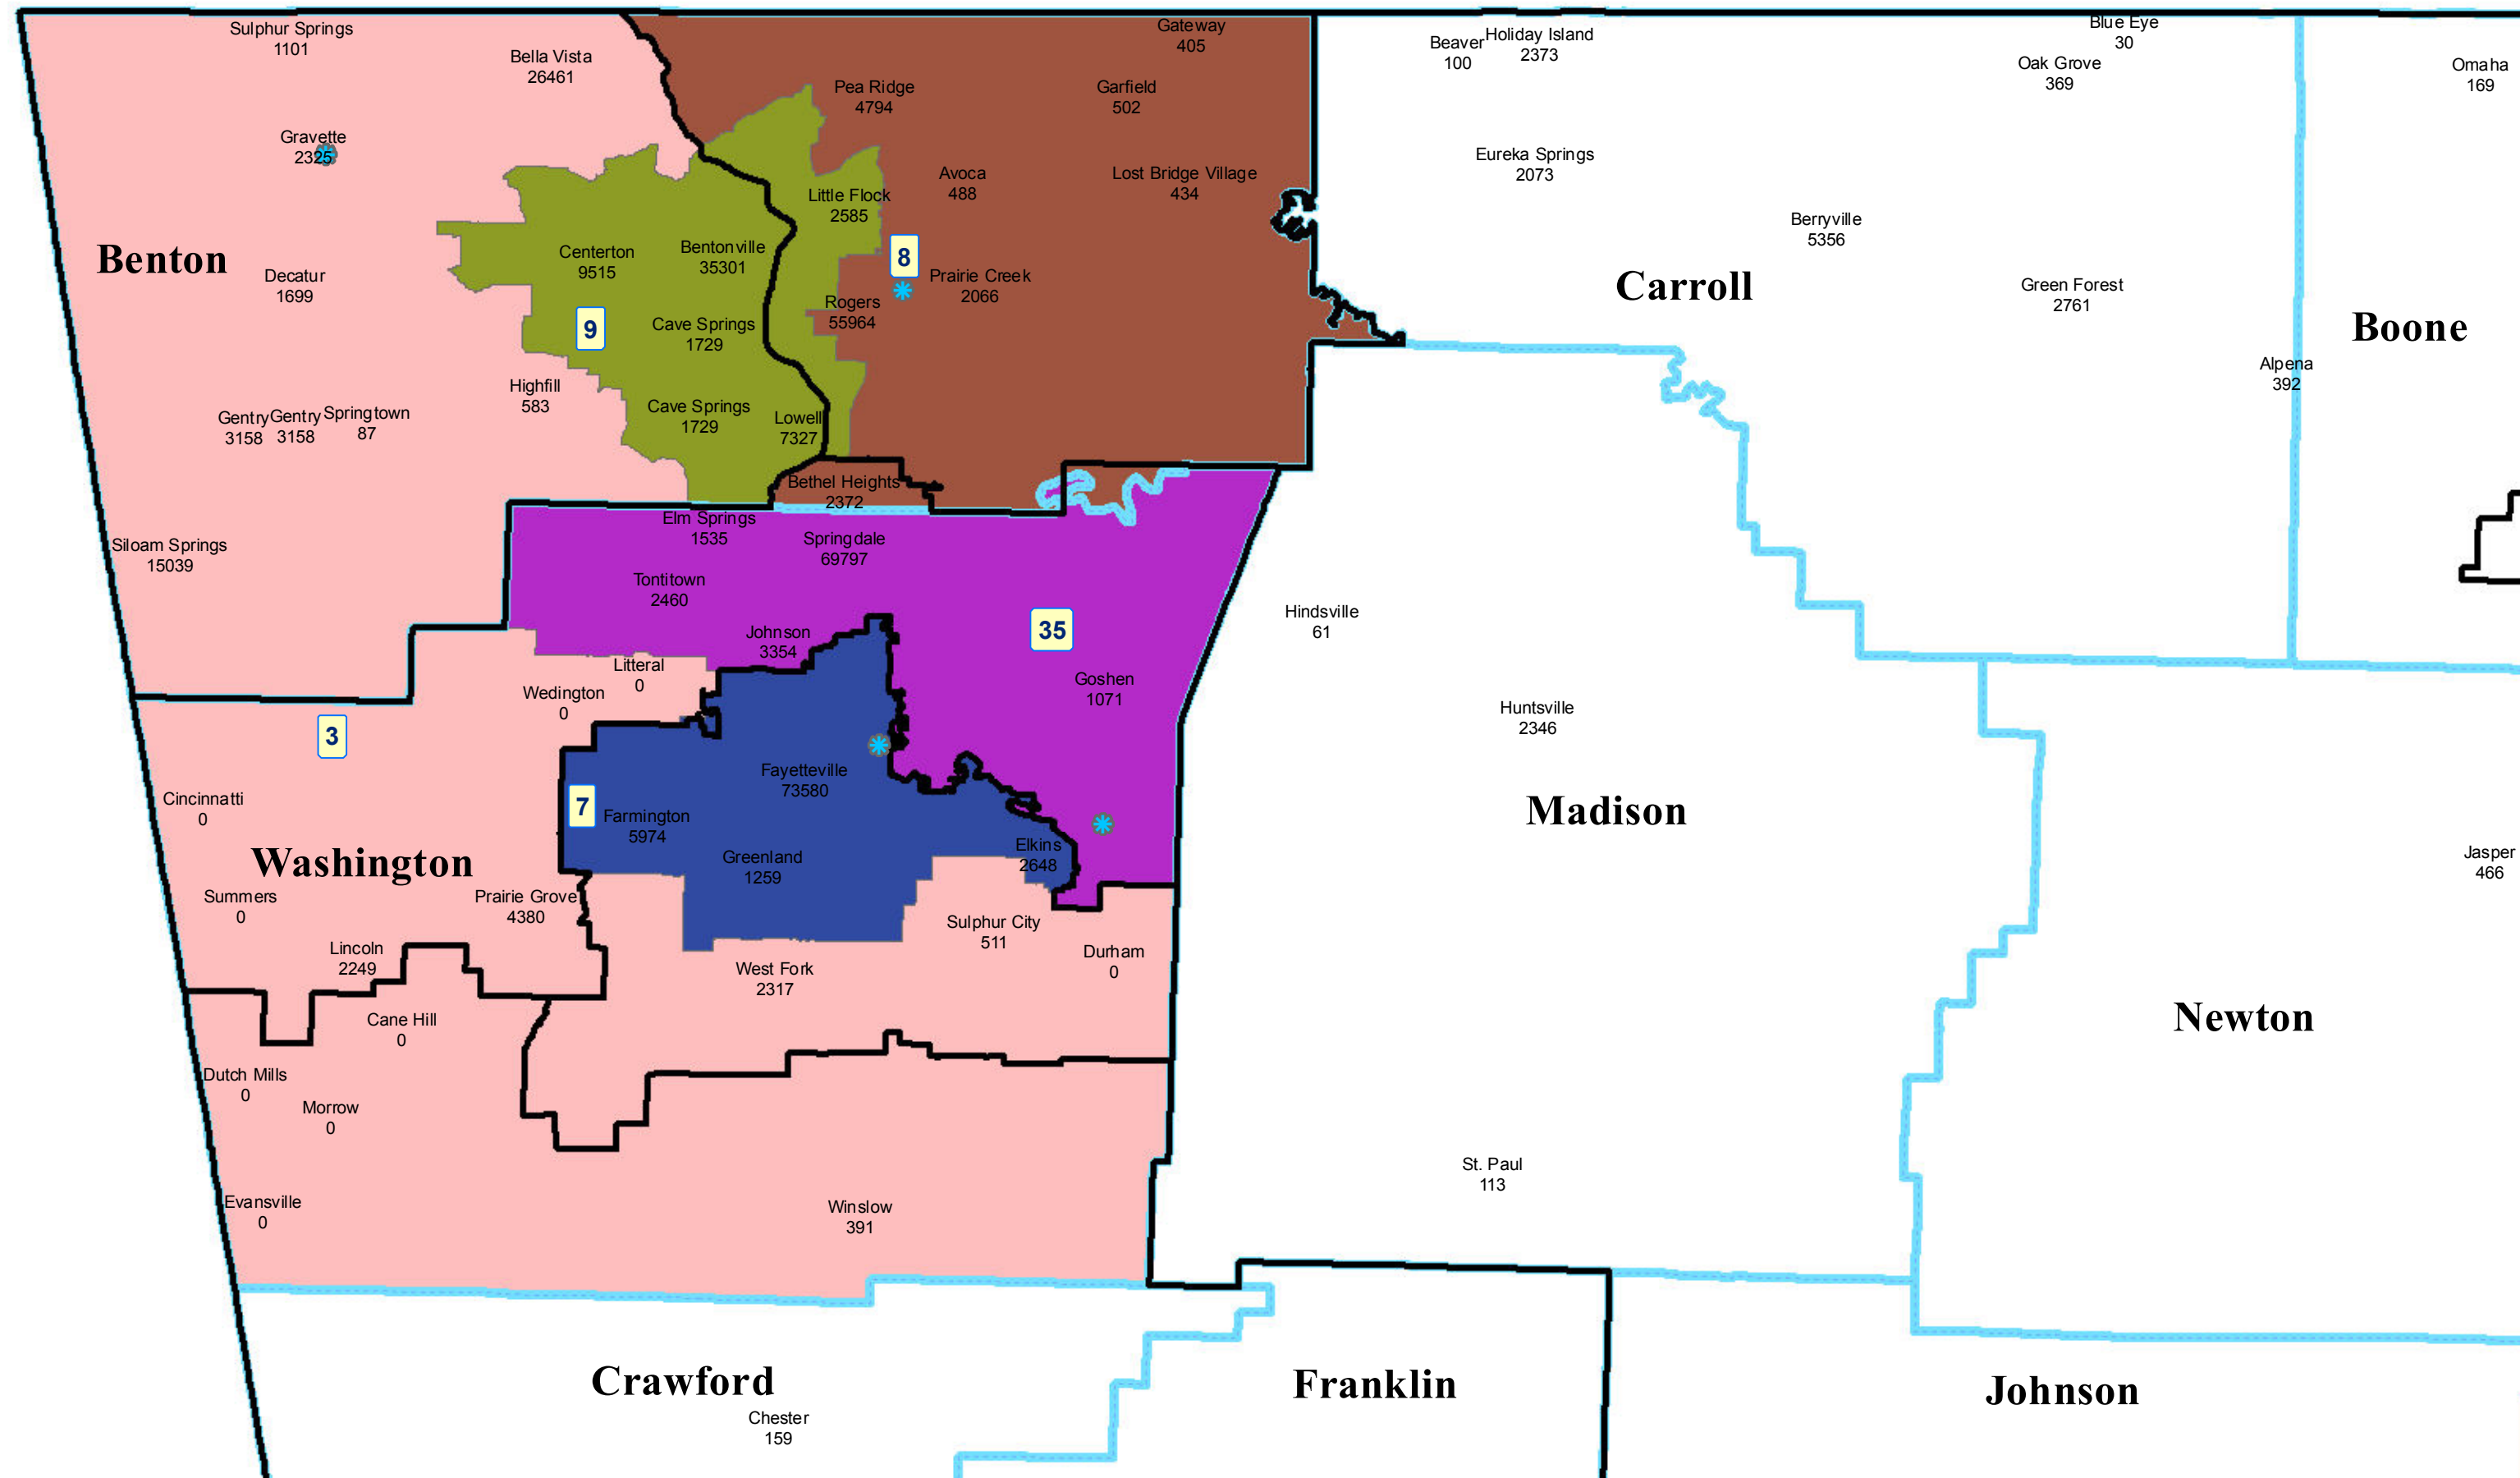 Sulphur Springs
1101
Bella Vista
26461
Gateway
405
Beaver
100
Holiday Island
2373
Blue Eye
30
Oak Grove
369
Omaha
169
Pea Ridge
4794
Garfield
502
Gravette
2325
Eureka Springs
2073
Avoca
488
Lost Bridge Village
434
Little Flock
2585
Berryville
5356
Benton
Centerton
9515
Bentonville
35301
8
Decatur
1699
Prairie Creek
2066
Carroll
Green Forest
2761
Rogers
55964
9
Cave Springs
1729
Boone
Alpena
392
Highfill
583
Gentry
3158
Gentry
3158
Springtown
87
Cave Springs
1729
Lowell
7327
Bethel Heights
2372
Elm Springs
1535
Springdale
69797
Siloam Springs
15039
Tontitown
2460
Johnson
3354
35
Hindsville
61
Litteral
0
Wedington
0
Goshen
1071
Huntsville
2346
3
Cincinnatti
0
Fayetteville
73580
7
Farmington
5974
Madison
Washington
Greenland
1259
Elkins
2648
Jasper
466
Summers
0
Prairie Grove
4380
Sulphur City
511
Lincoln
2249
Durham
0
West Fork
2317
Cane Hill
0
Newton
Dutch Mills
0
Morrow
0
St. Paul
113
Evansville
0
Winslow
391
Crawford
Franklin
Johnson
Chester
159